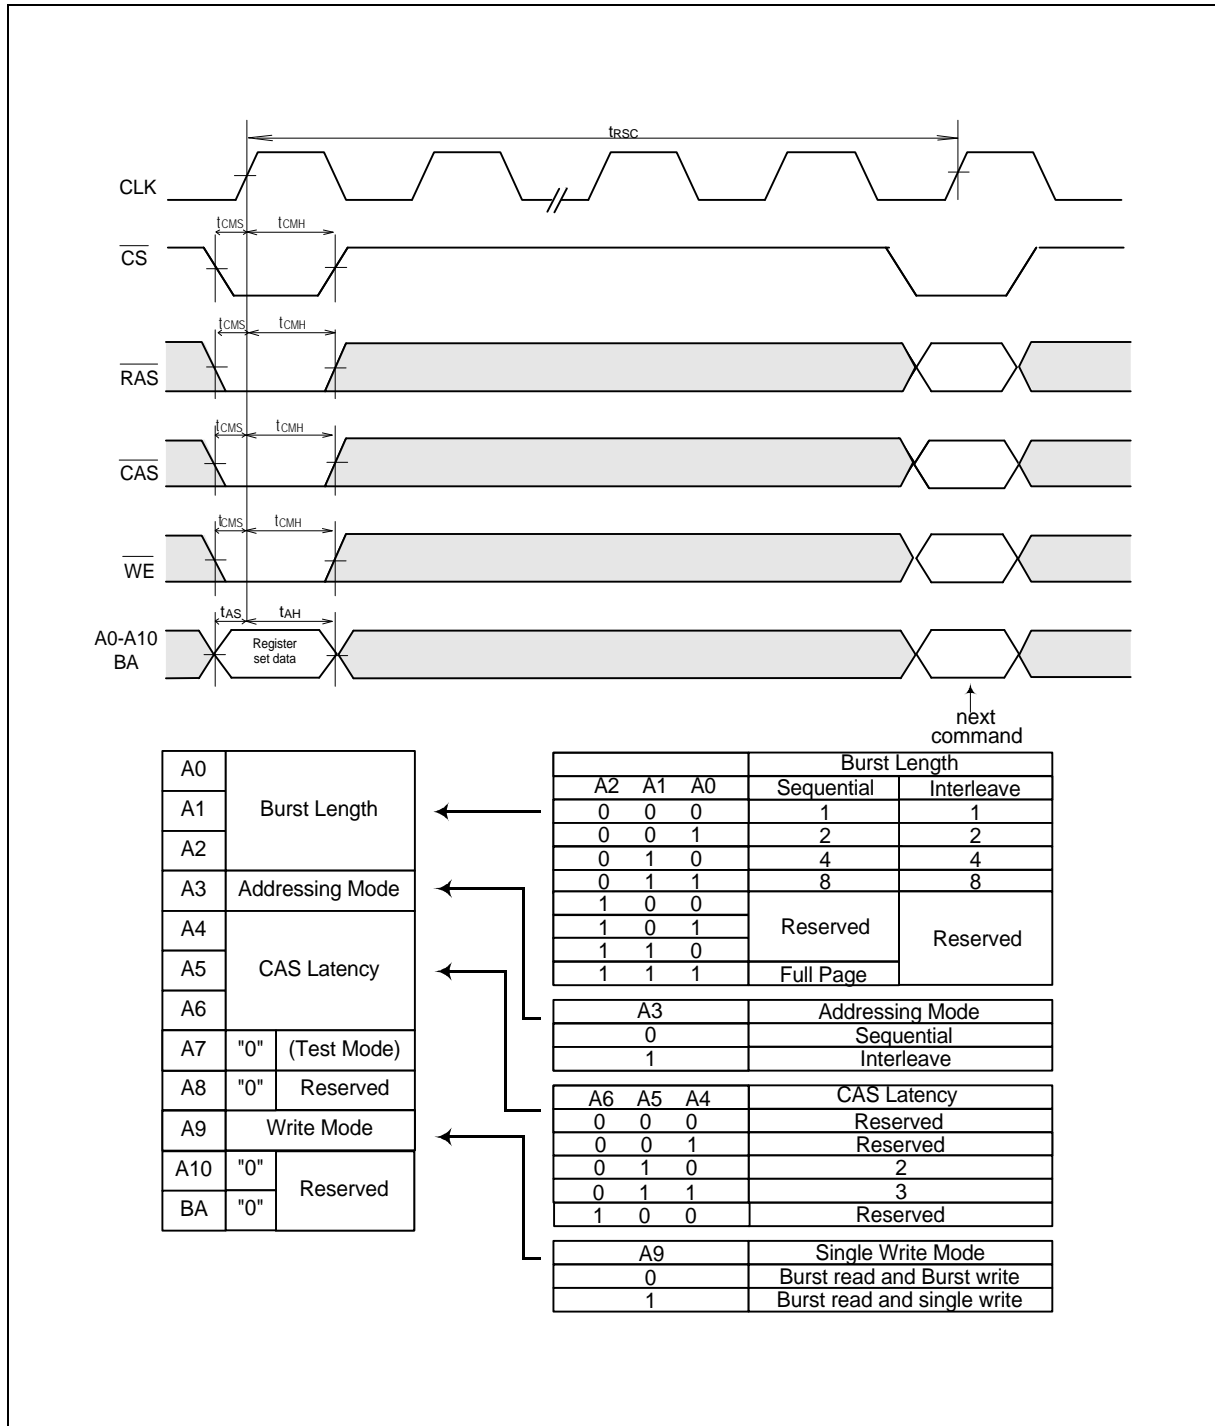 tRSC
CLK
tCMS tCMH
CS
tCMS tCMH
RAS
tCMS tCMH
CAS
tCMS tCMH
WE
tAS tAH
A0-A10
BA
Register
set data
next
command
A0
A1 Burst Length
A2
A3 Addressing Mode
A4
A5 CAS Latency
A6
A7 "0" (Test Mode)
A8 "0" Reserved
A9 Write Mode
A10 "0"
Reserved
BA "0"
Burst Length
A2 A1 A0 Sequential Interleave
0 0 0 1 1
0 0 1 2 2
0 1 0 4 4
0 1 1 8 8
1 0 0
1 0 1 Reserved Reserved
1 1 0
1 1 1 Full Page
A3 Addressing Mode
0 Sequential
1 Interleave
A6 A5 A4 CAS Latency
0 0 0 Reserved
0 0 1 Reserved
0 1 0 2
0 1 1 3
1 0 0 Reserved
A9 Single Write Mode
0 Burst read and Burst write
1 Burst read and single write